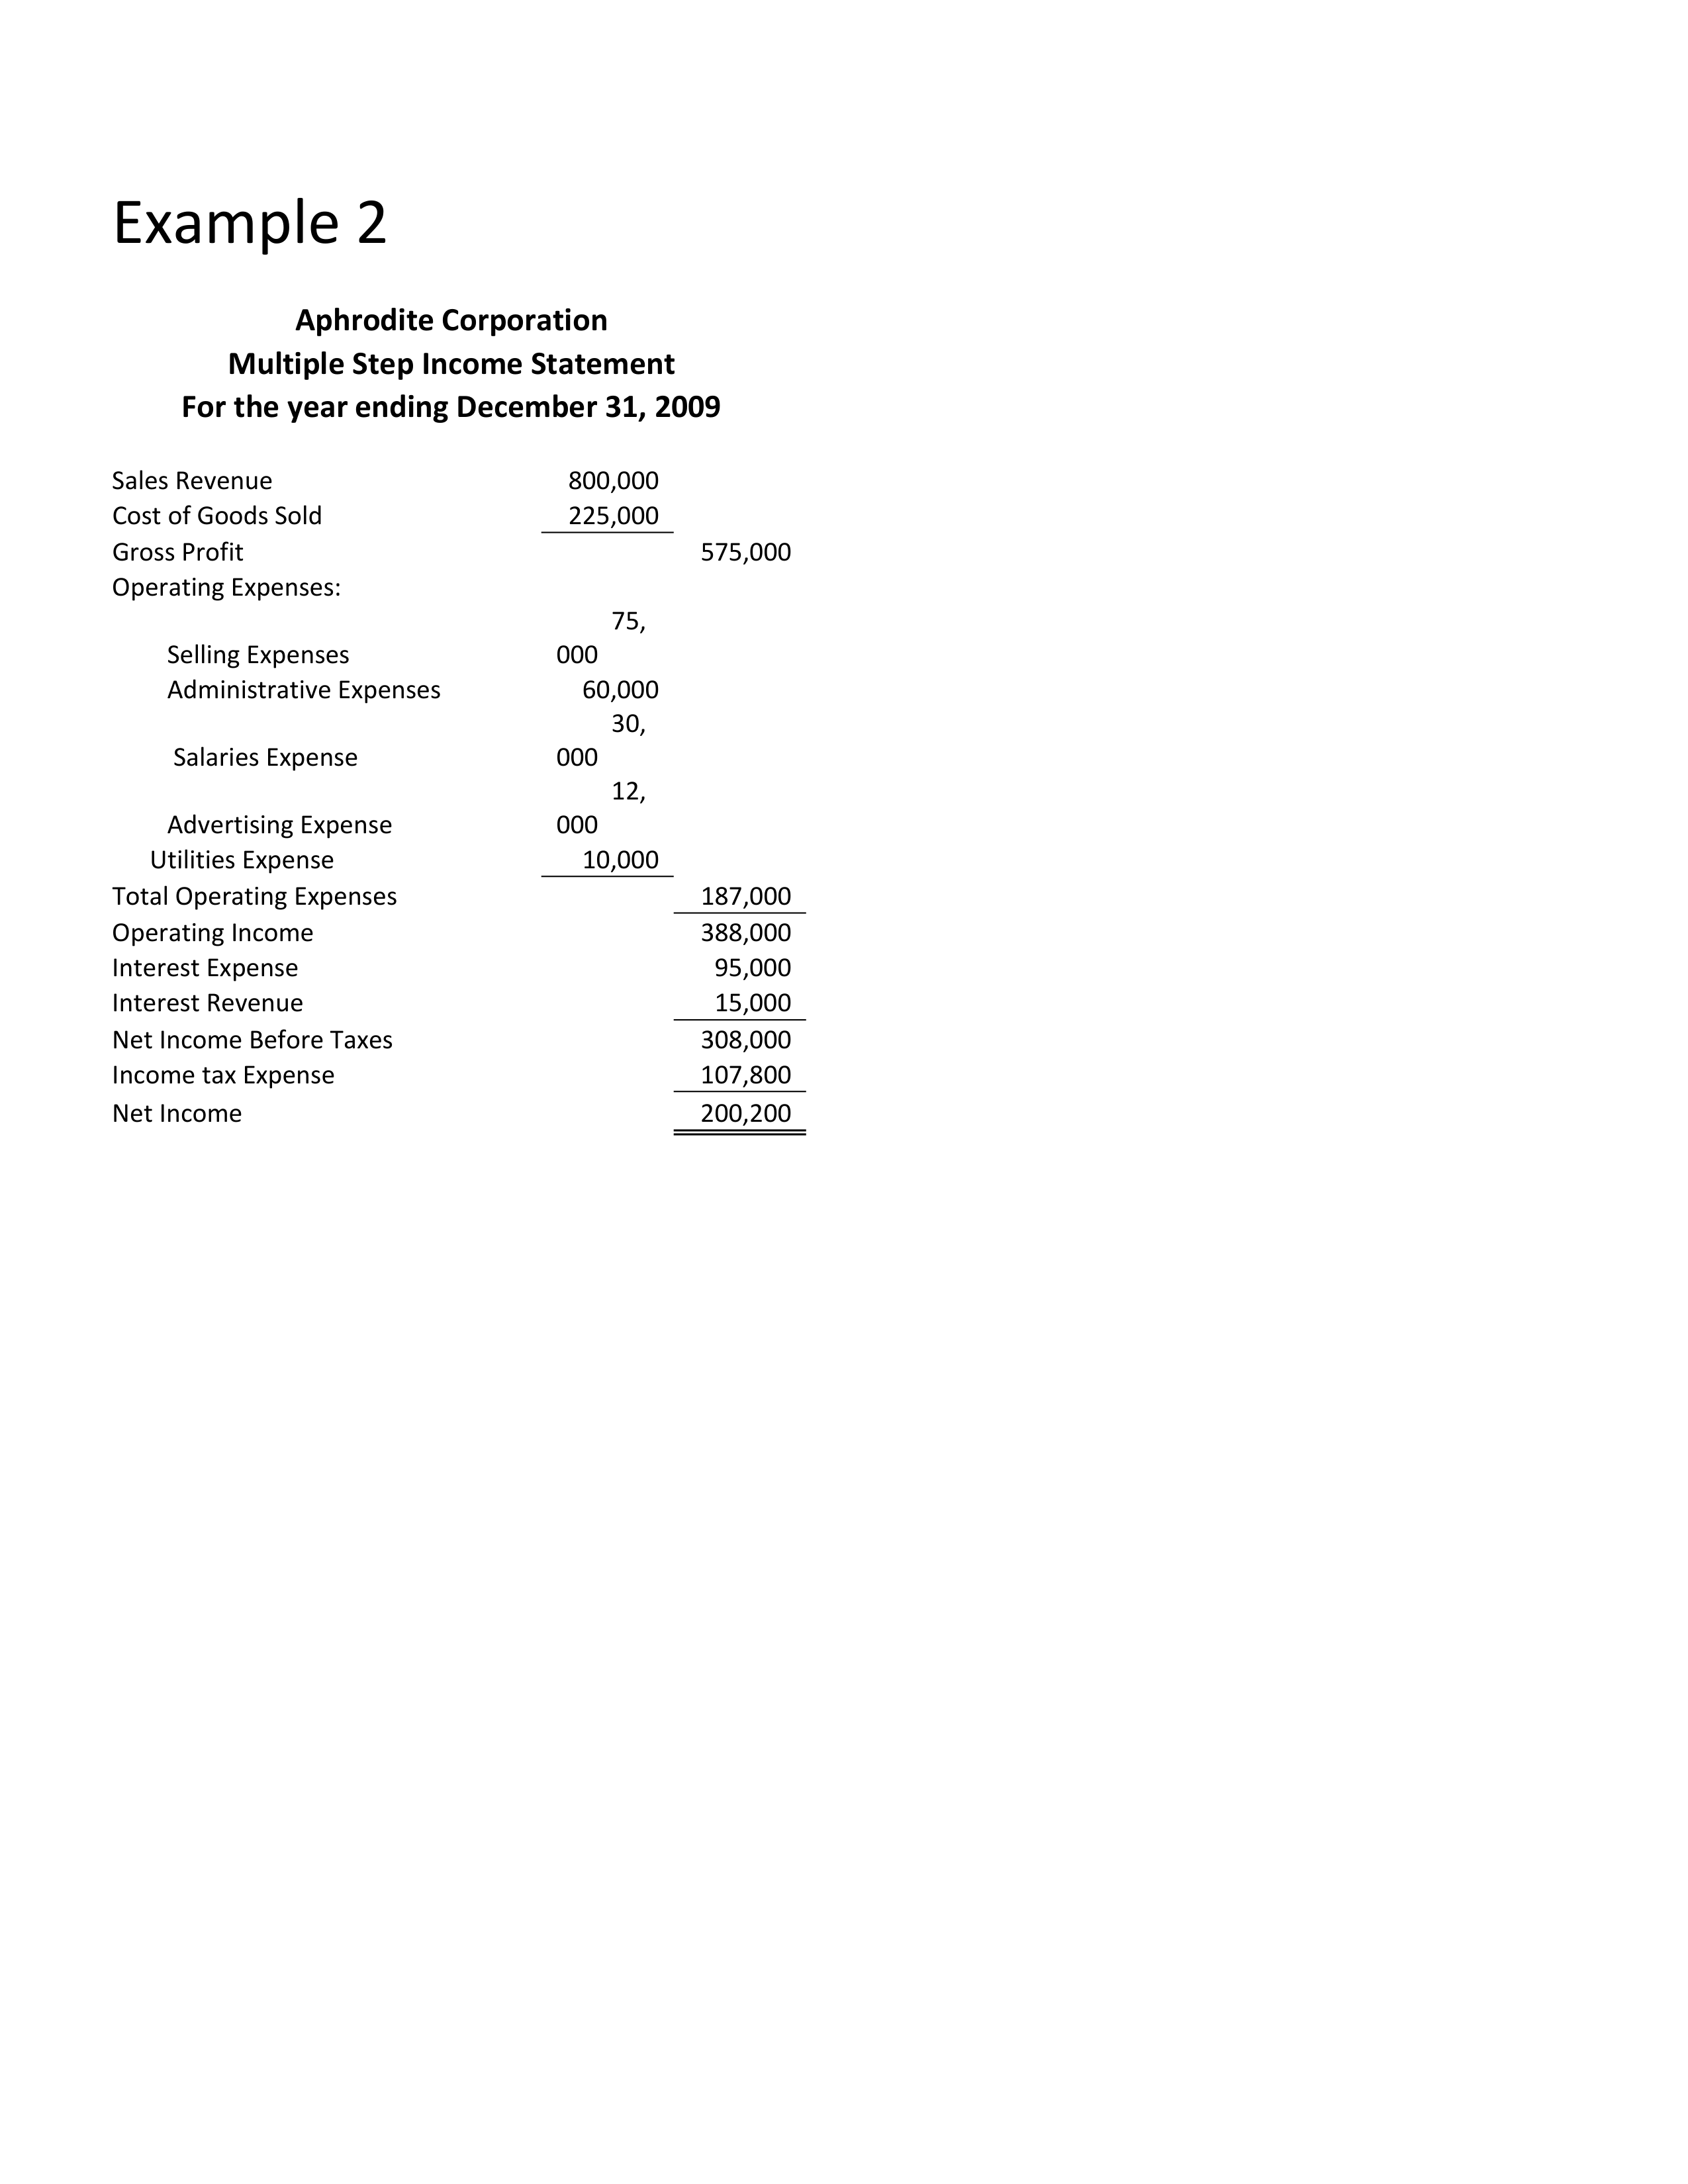 Example 2
Aphrodite Corporation
Multiple Step Income Statement
For the year ending December 31, 2009
Sales Revenue 800,000
Cost of Goods Sold 225,000
Gross Profit 575,000
Operating Expenses:
75,
Selling Expenses 000
Administrative Expenses 60,000
30,
Salaries Expense 000
12,
Advertising Expense 000
Utilities Expense 10,000
Total Operating Expenses 187,000
Operating Income 388,000
Interest Expense 95,000
Interest Revenue 15,000
Net Income Before Taxes 308,000
Income tax Expense 107,800
Net Income 200,200